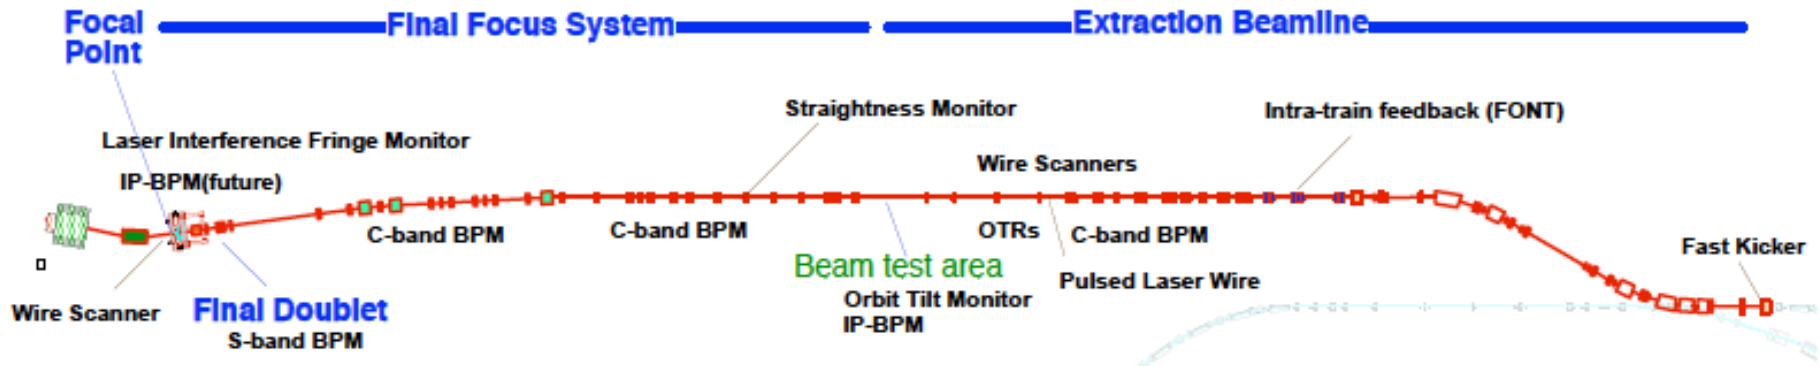 Focal
Point
Final Focus System
Extraction Beamline
Straightness Monitor
Intra-train feedback (FONT)
Laser Interference Fringe Monitor
Wire Scanners
IP-BPM(future)
C-band BPM
C-band BPM
OTRs
C-band BPM
Fast Kicker
Beam test area
Pulsed Laser Wire
Orbit Tilt Monitor
IP-BPM
Wire Scanner
Final Doublet
S-band BPM